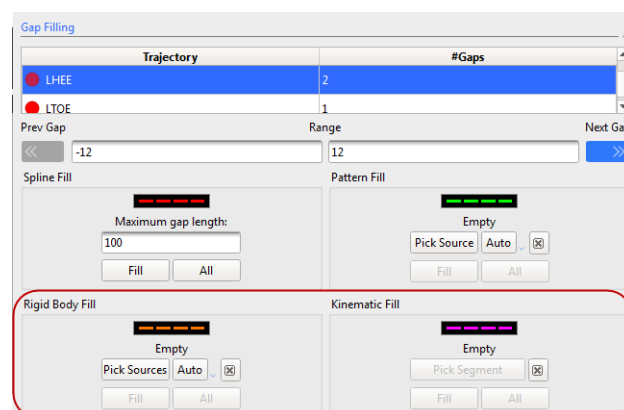 Gap Filling
Trajectory #Gaps
LHEE 2
LTOE 1
Prev Gap Range Next Ga
-12 12
Spline Fill Pattern Fill
Maximum gap length: Empty
100 Pick Source Auto
Fill All Fill All
Rigid Body Fill Kinematic Fill
Empty Empty
Pick Sources Auto Pick Segment
Fill All Fill All